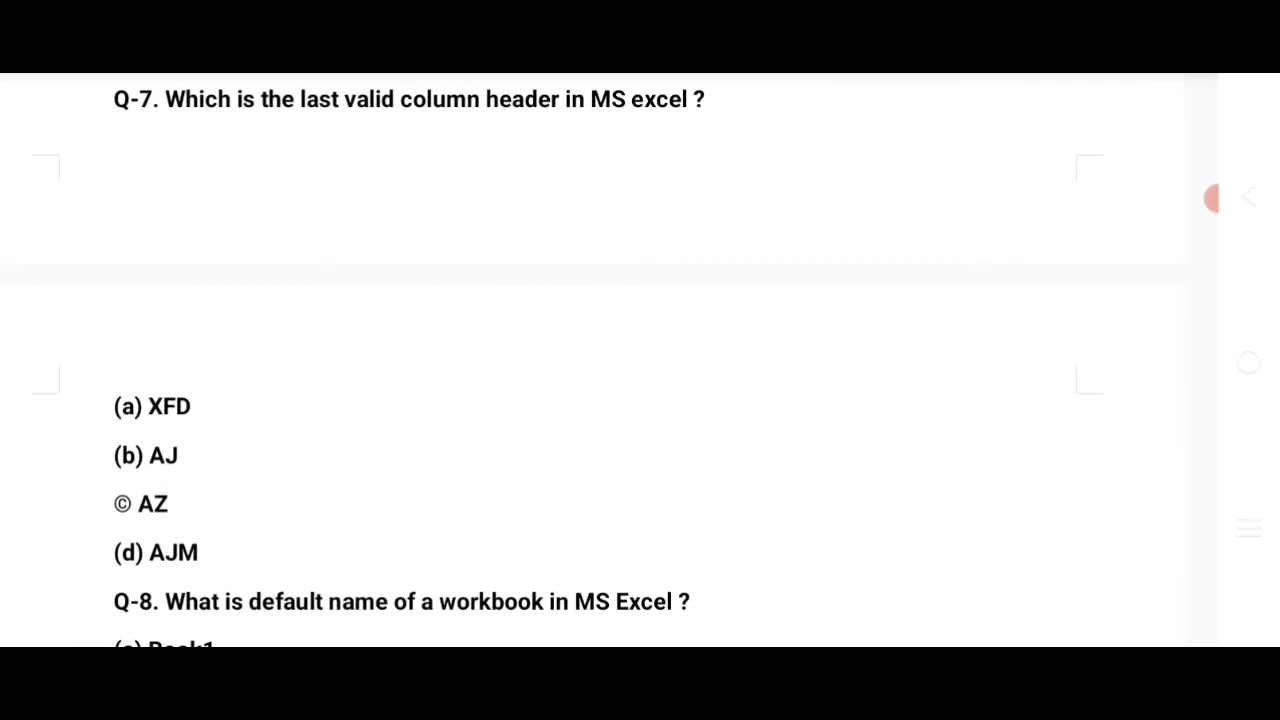 Q-7. Which is the last valid column header in MS excel ?
(a) XFD
(b) AJ
© AZ
(d) AJM
Q-8. What is default name of a workbook in MS Excel ?
(a) Book1